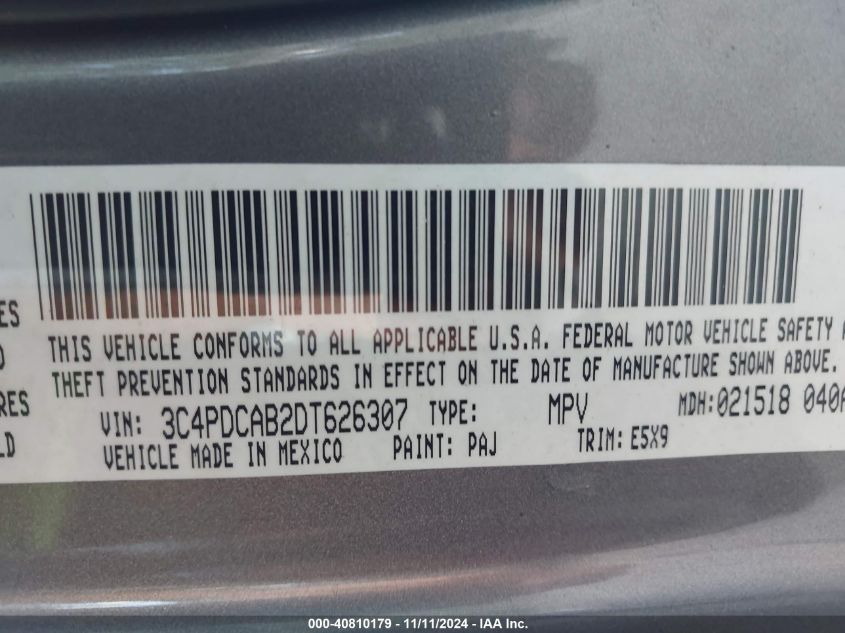 ES
THIS VEHICLE CONFORMS TO ALL APPLICABLE U.S.A. FEDERAL MOTOR VEHICLE SAFETY
THEFT PREVENTION STANDARDS IN EFFECT ON THE DATE OF MANUFACTURE SHOWN ABOVE.
RES
VIN: 3C4PDCAB2DT626307 TYPE: MPV MDH:021518 040A
LD
VEHICLE MADE IN MEXICO PAINT: PAJ TRIM: E5X9
000-40810179 - 11/11/2024 - IAA Inc.